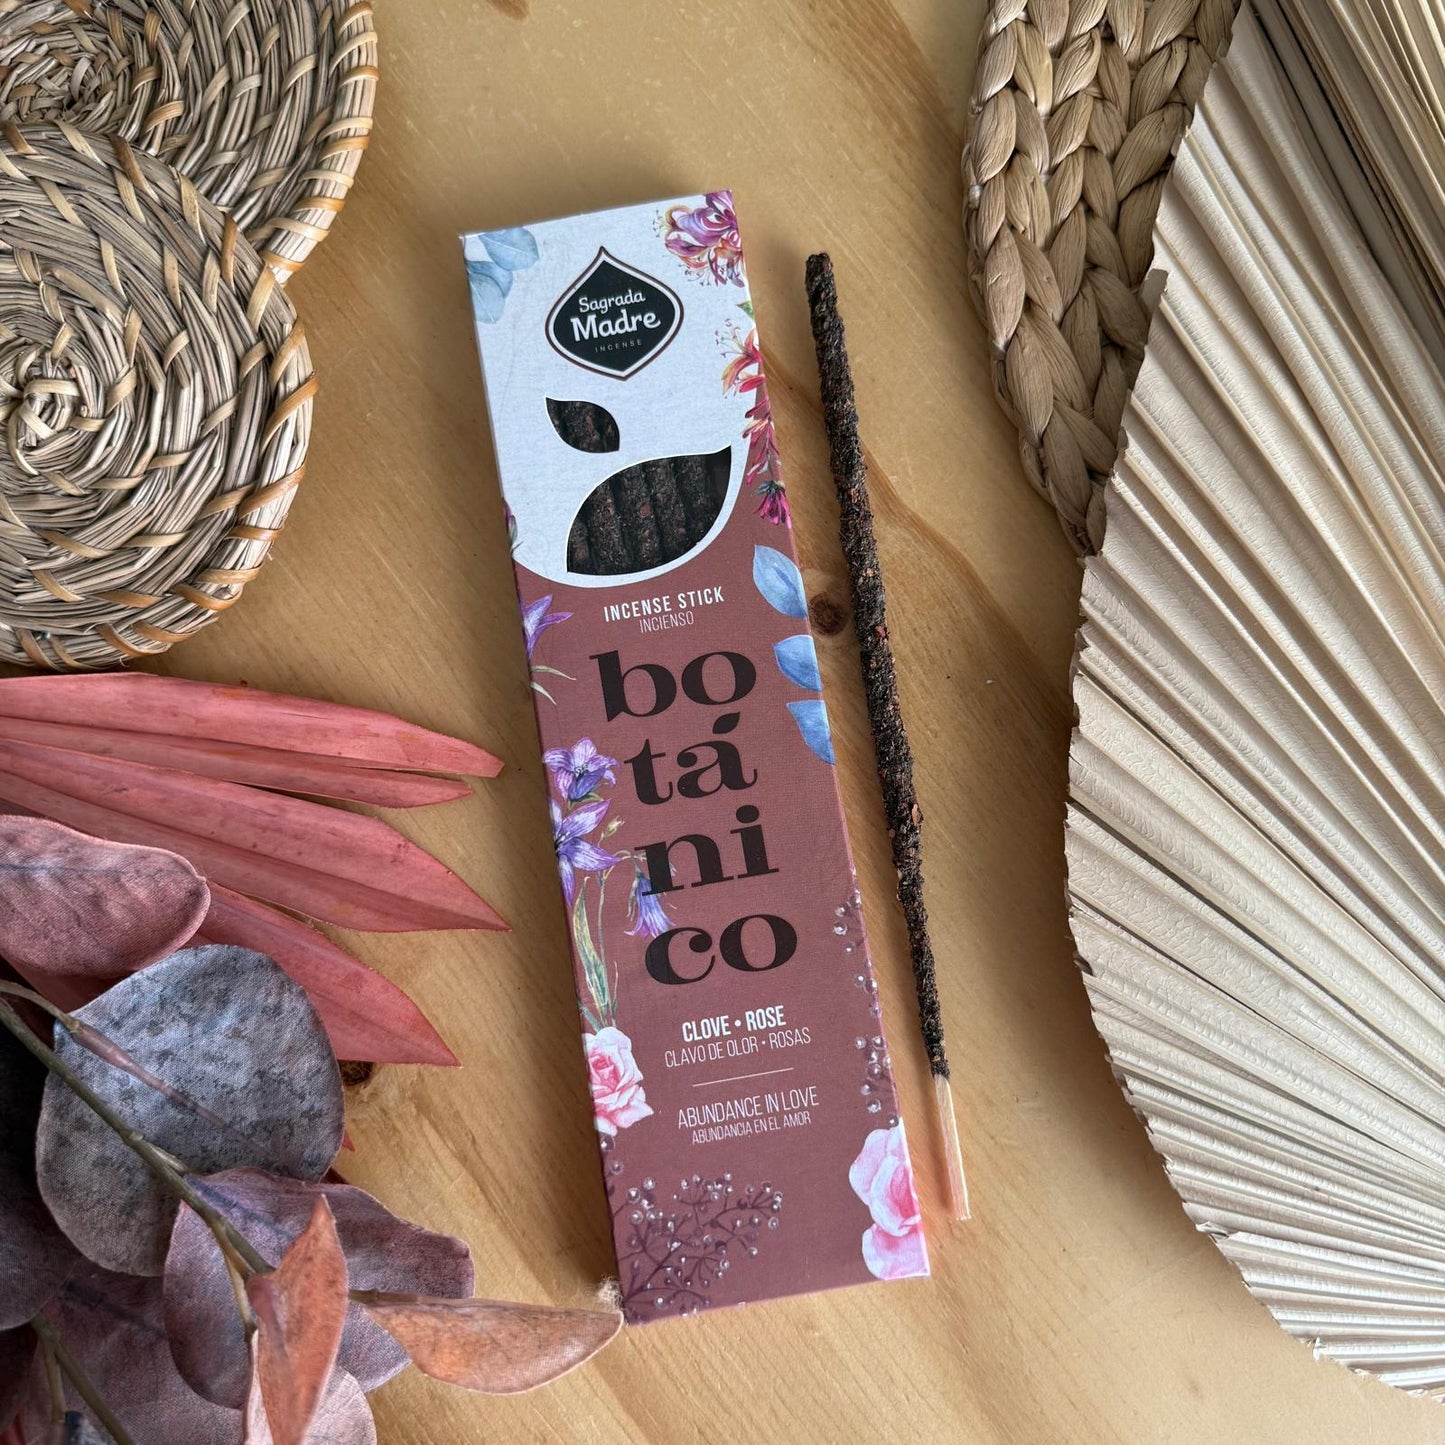 Sagrada
Madre
INCENSE
INCENSE STICK
INCIENSO
bo
tá
ni
co
CLOVE • ROSE
CLAVO DE OLOR • ROSAS
ABUNDANCE IN LOVE
ABUNDANCIA EN EL AMOR